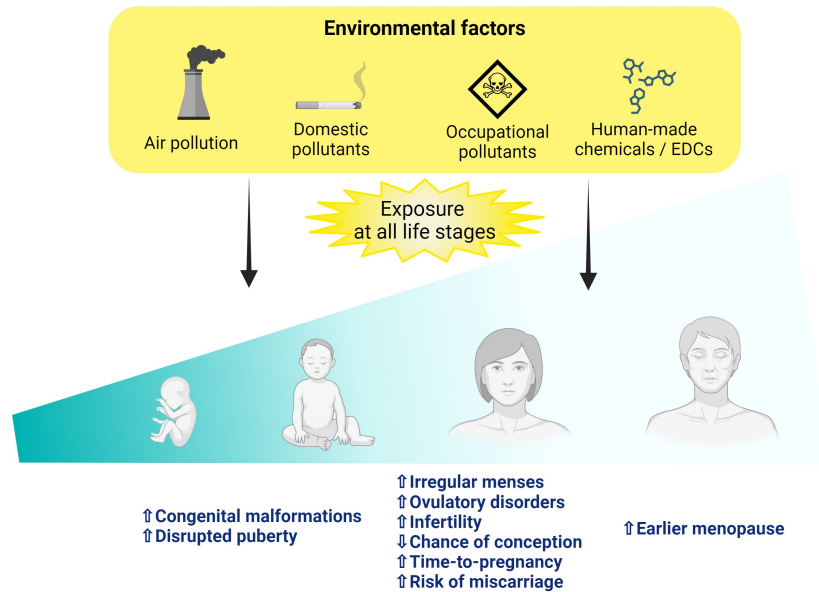 Environmental factors
Air pollution
Domestic
pollutants
Occupational
pollutants
Human-made
chemicals / EDCs
Exposure
at all life stages
⇧Congenital malformations
⇧Disrupted puberty
⇧Irregular menses
⇧Ovulatory disorders
⇧Infertility
⇩Chance of conception
⇧Time-to-pregnancy
⇧Risk of miscarriage
⇧Earlier menopause